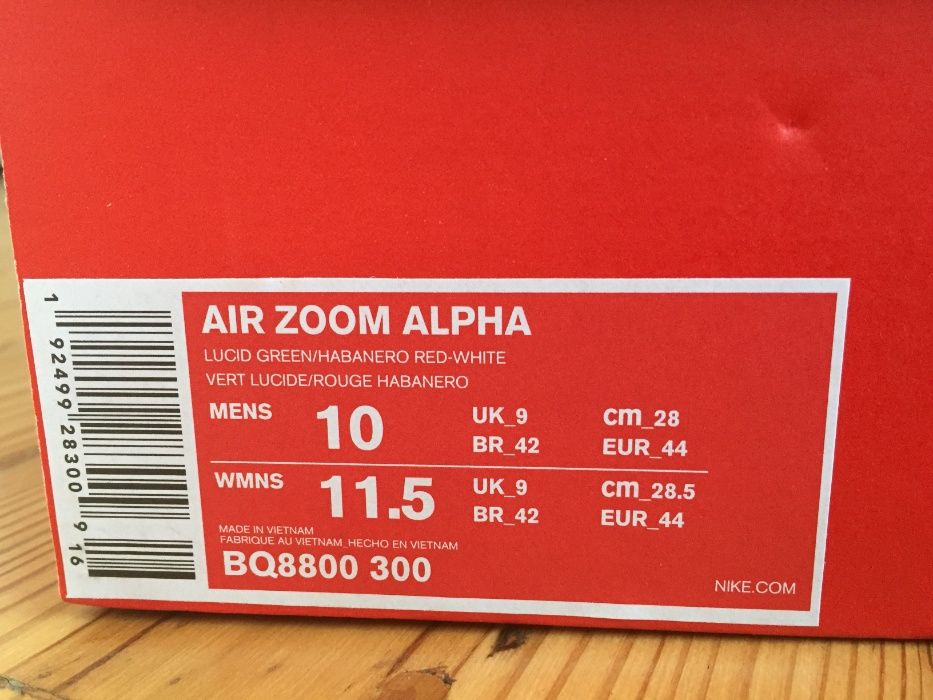 AIR ZOOM ALPHA
LUCID GREEN/HABANERO RED-WHITE
VERT LUCIDE/ROUGE HABANERO
MENS 10 UK_9 cm_28
BR_42 EUR_44
WMNS 11.5 UK_9 cm_28.5
BR_42 EUR_44
MADE IN VIETNAM
FABRIQUE AU VIETNAM_HECHO EN VIETNAM
BQ8800 300
NIKE.COM
1 92499 28300 9 16